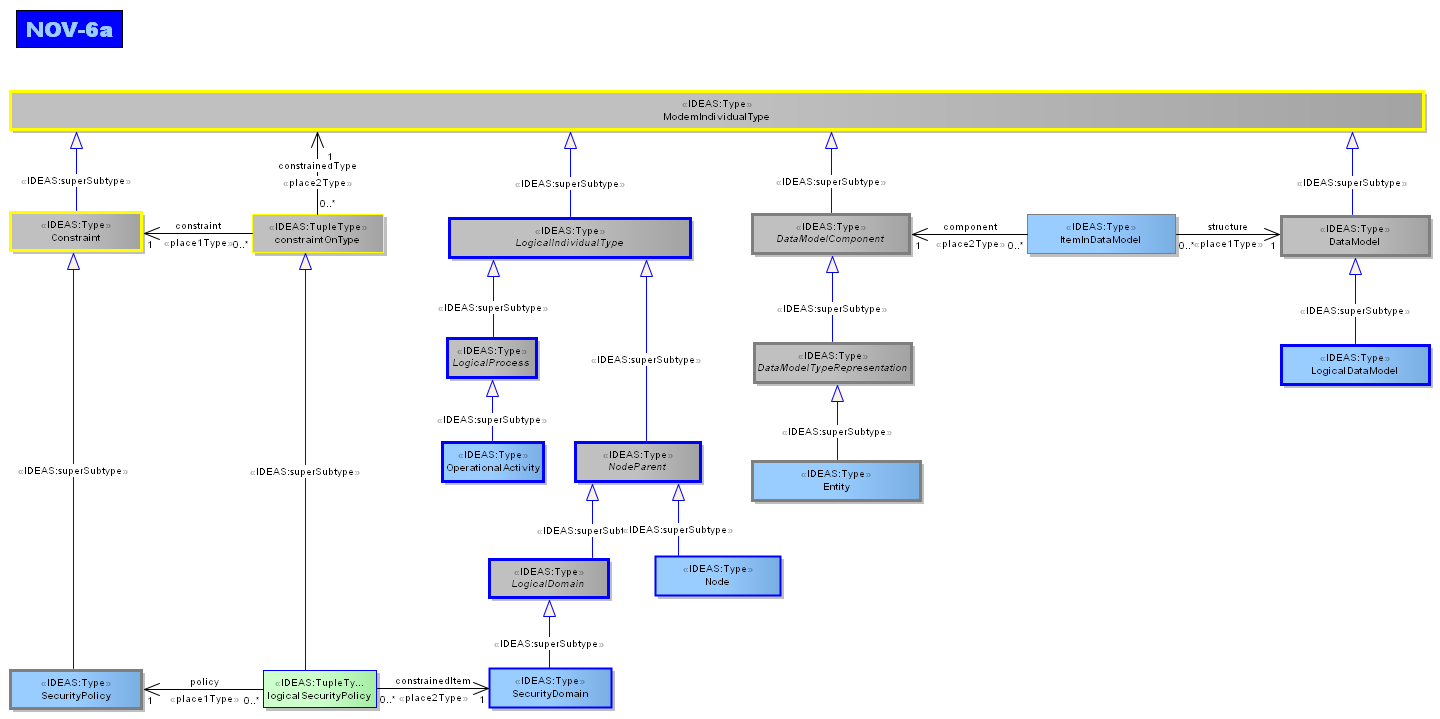 NOV-6a
«IDEAS:Type»
ModemIndividualType
constrainedType
1
«place2Type»
0..*
«IDEAS:superSubtype»
«IDEAS:superSubtype»
«IDEAS:superSubtype»
«IDEAS:superSubtype»
«IDEAS:Type»
Constraint
constraint
1
«place1Type»
0..*
«IDEAS:TupleType»
constraintOnType
«IDEAS:Type»
LogicalIndividualType
«IDEAS:Type»
DataModelComponent
component
1
«place2Type»
0..*
«IDEAS:Type»
ItemInDataModel
structure
0..*
«place1Type»
1
«IDEAS:Type»
DataModel
«IDEAS:superSubtype»
«IDEAS:superSubtype»
«IDEAS:superSubtype»
«IDEAS:Type»
LogicalProcess
«IDEAS:superSubtype»
«IDEAS:Type»
DataModelTypeRepresentation
«IDEAS:Type»
LogicalDataModel
«IDEAS:superSubtype»
«IDEAS:superSubtype»
«IDEAS:superSubtype»
«IDEAS:superSubtype»
«IDEAS:Type»
OperationalActivity
«IDEAS:Type»
NodeParent
«IDEAS:Type»
Entity
«IDEAS:superSubt
«IDEAS:superSubtype»
«IDEAS:Type»
LogicalDomain
«IDEAS:Type»
Node
«IDEAS:superSubtype»
«IDEAS:Type»
SecurityPolicy
policy
1
«place1Type»
0..*
«IDEAS:TupleTy...
logicalSecurityPolicy
constrainedItem
0..*
«place2Type»
1
«IDEAS:Type»
SecurityDomain